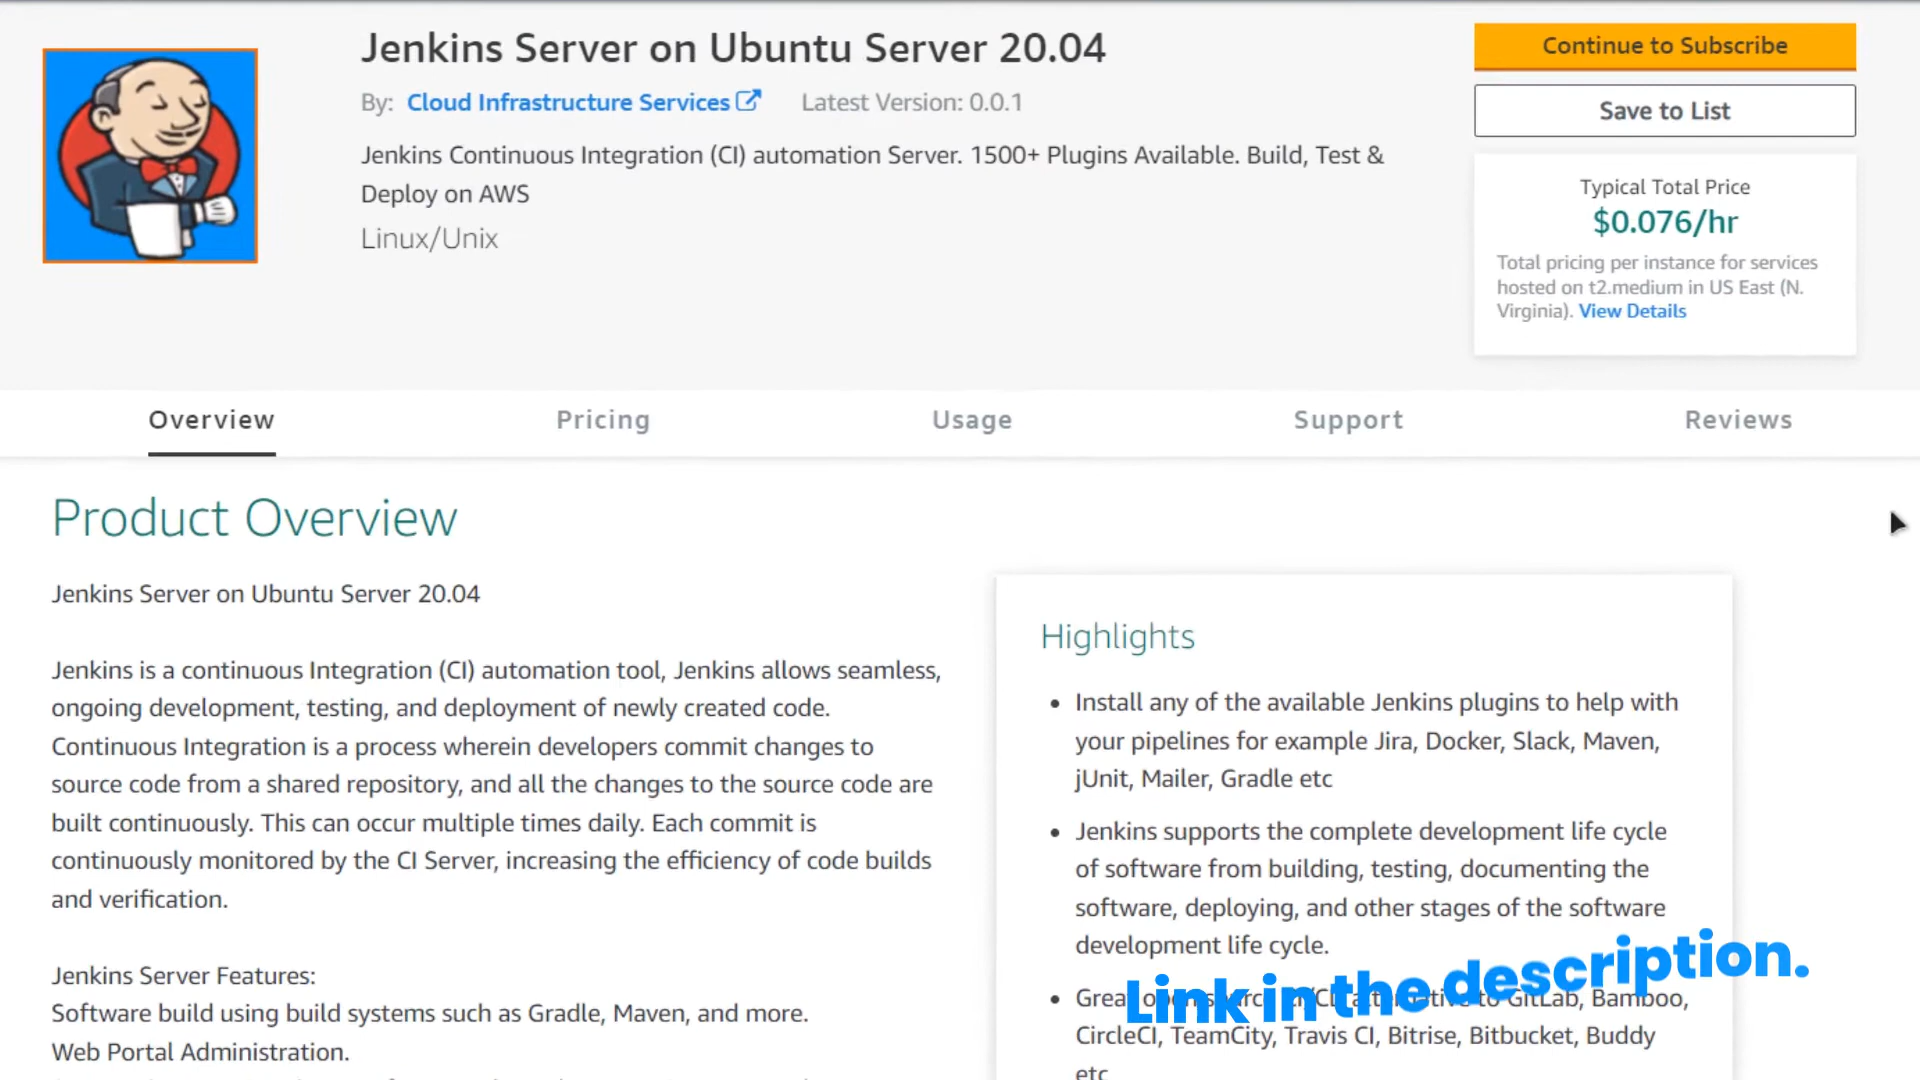 Jenkins Server on Ubuntu Server 20.04
Continue to Subscribe
By: Cloud Infrastructure Services Latest Version: 0.0.1
Save to List
Jenkins Continuous Integration (CI) automation Server. 1500+ Plugins Available. Build, Test &
Deploy on AWS
Linux/Unix
Typical Total Price
$0.076/hr
Total pricing per instance for services
hosted on t2.medium in US East (N.
Virginia). View Details
Overview
Pricing
Usage
Support
Reviews
Product Overview
Jenkins Server on Ubuntu Server 20.04
Jenkins is a continuous Integration (CI) automation tool, Jenkins allows seamless,
ongoing development, testing, and deployment of newly created code.
Continuous Integration is a process wherein developers commit changes to
source code from a shared repository, and all the changes to the source code are
built continuously. This can occur multiple times daily. Each commit is
continuously monitored by the CI Server, increasing the efficiency of code builds
and verification.
Jenkins Server Features:
Software build using build systems such as Gradle, Maven, and more.
Web Portal Administration.
Highlights
Install any of the available Jenkins plugins to help with
your pipelines for example Jira, Docker, Slack, Maven,
jUnit, Mailer, Gradle etc
Jenkins supports the complete development life cycle
of software from building, testing, documenting the
software, deploying, and other stages of the software
development life cycle.
to GitLab, Bamboo,
CircleCI, TeamCity, Travis CI, Bitrise, Bitbucket, Buddy
etc
Link in the description.